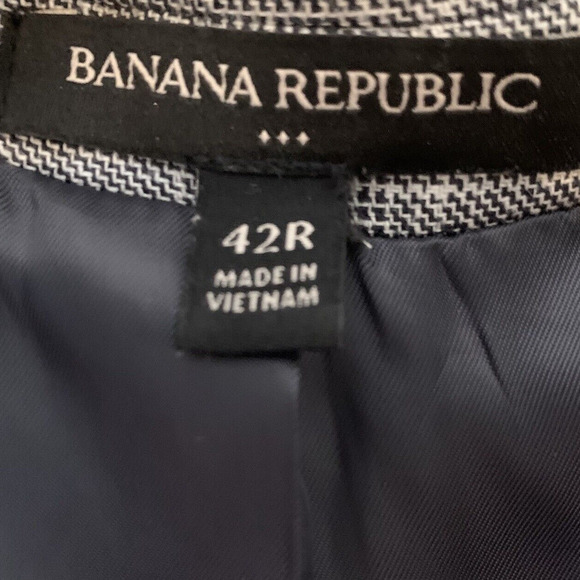 BANANA REPUBLIC
42R
MADE IN
VIETNAM